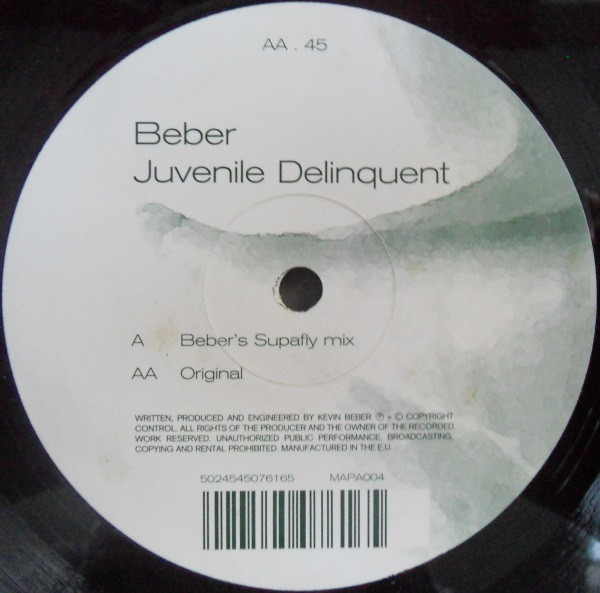 AA . 45
Beber
Juvenile Delinquent
A Beber's Supafly mix
AA Original
WRITTEN, PRODUCED AND ENGINEERED BY KEVIN BEBER. ℗ + © COPYRIGHT
CONTROL. ALL RIGHTS OF THE PRODUCER AND THE OWNER OF THE RECORDED
WORK RESERVED. UNAUTHORIZED PUBLIC PERFORMANCE, BROADCASTING,
COPYING AND RENTAL PROHIBITED. MANUFACTURED IN THE E.U.
5024545076165 MAPA004